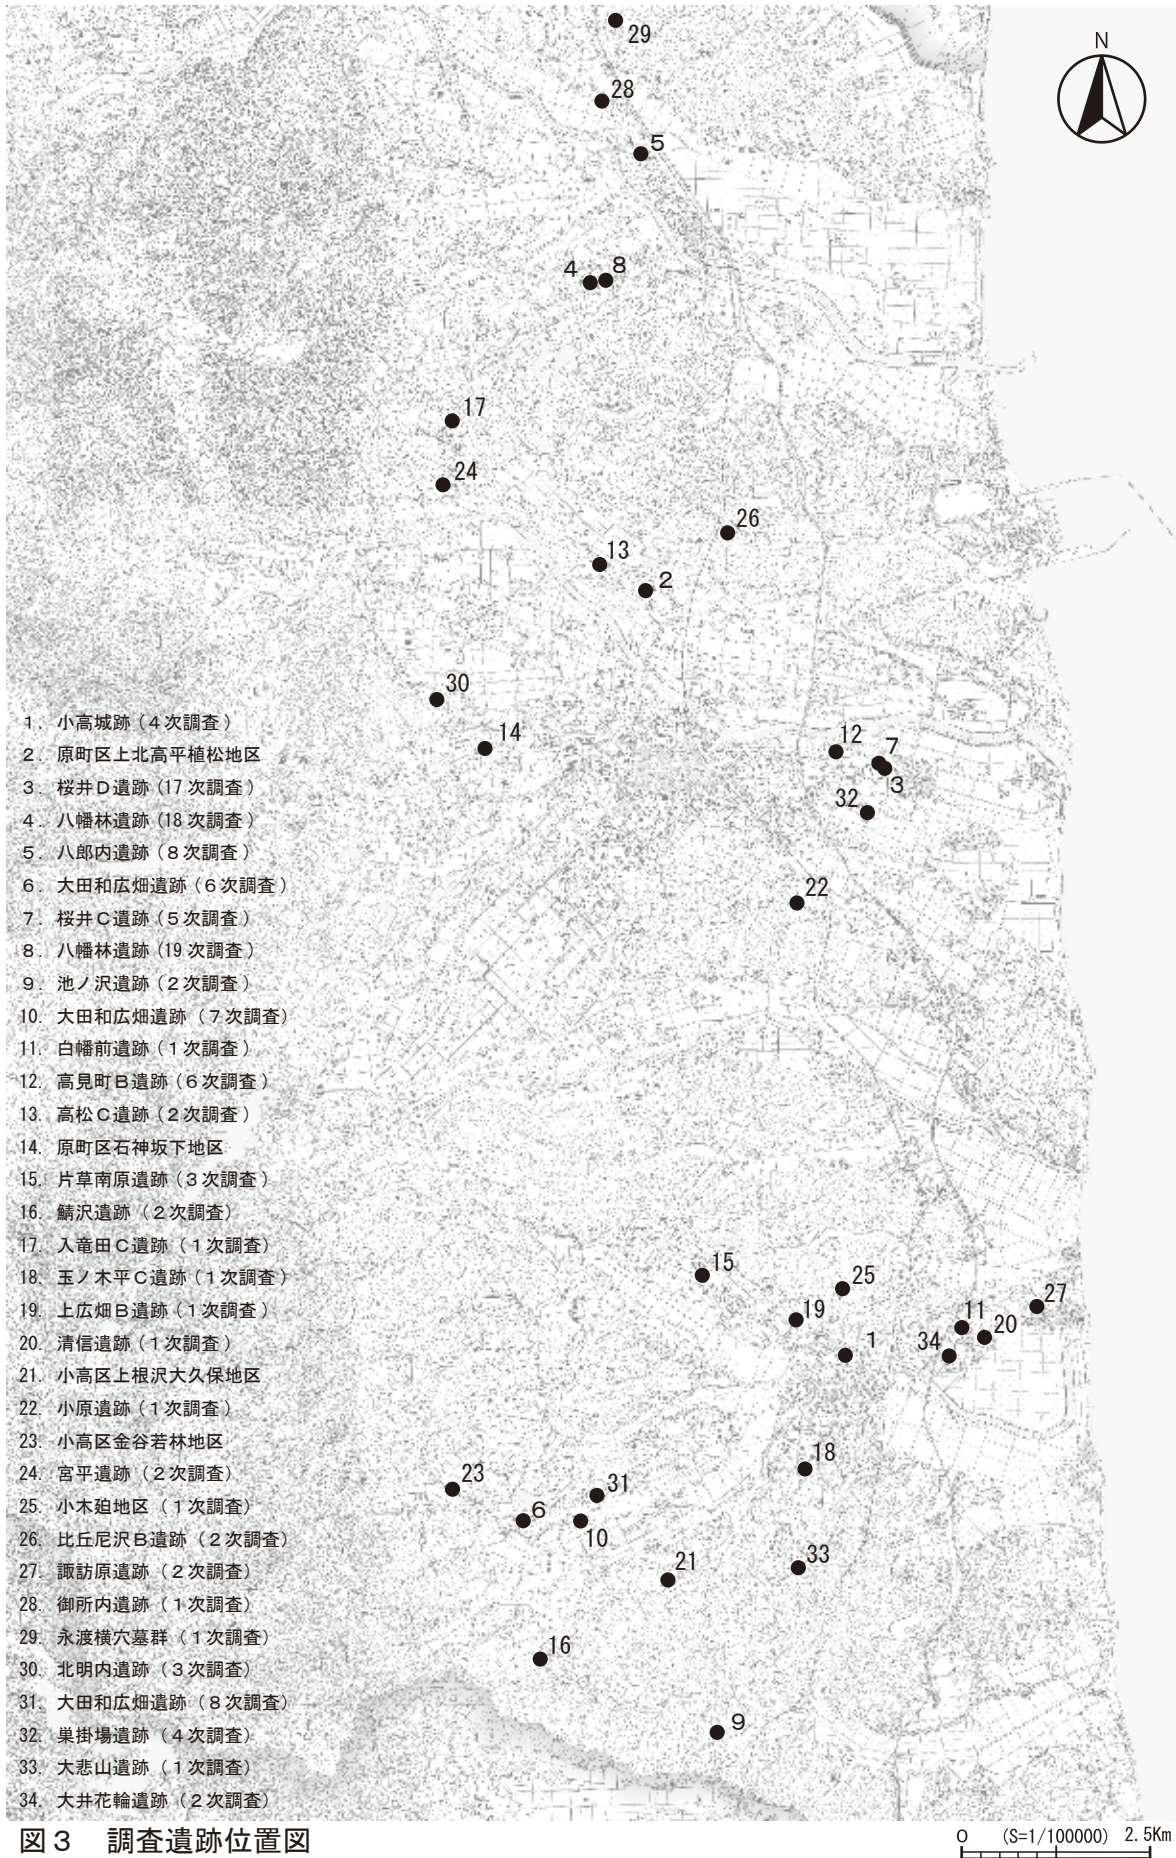 29
N
28
5
4
8
17
24
26
13
2
30
14
12
7
3
32
22
1. 小高城跡(4次調査)
2. 原町区上北高平植松地区
3. 桜井D遺跡(17次調査)
4. 八幡林遺跡(18次調査)
5. 八郎内遺跡(8次調査)
6. 大田和広畑遺跡(6次調査)
7. 桜井C遺跡(5次調査)
8. 八幡林遺跡(19次調査)
9. 池ノ沢遺跡(2次調査)
10. 大田和広畑遺跡(7次調査)
11. 白幡前遺跡(1次調査)
12. 高見町B遺跡(6次調査)
13. 高松C遺跡(2次調査)
14. 原町区石神坂下地区
15. 片草南原遺跡(3次調査)
16. 鯖沢遺跡(2次調査)
17. 入竜田C遺跡(1次調査)
18. 玉ノ木平C遺跡(1次調査)
19. 上広畑B遺跡(1次調査)
20. 清信遺跡(1次調査)
21. 小高区上根沢大久保地区
22. 小原遺跡(1次調査)
23. 小高区金谷若林地区
24. 宮平遺跡(2次調査)
25. 小木廹地区(1次調査)
26. 比丘尼沢B遺跡(2次調査)
27. 諏訪原遺跡(2次調査)
28. 御所内遺跡(1次調査)
29. 永渡横穴墓群(1次調査)
30. 北明内遺跡(3次調査)
31. 大田和広畑遺跡(8次調査)
32. 巣掛場遺跡(4次調査)
33. 大悲山遺跡(1次調査)
34. 大井花輪遺跡(2次調査)
15
25
27
19
11
20
1
34
18
23
31
6
10
33
21
16
9
図3 調査遺跡位置図
0 (S=1/100000) 2.5Km